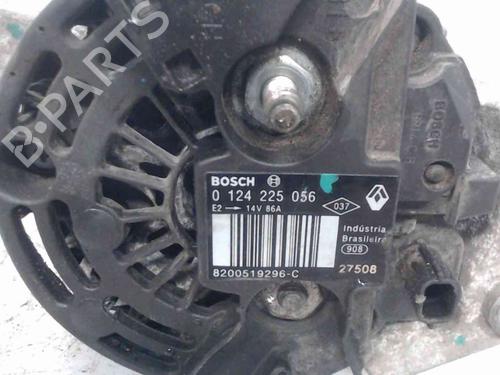 B-PARTS
BOSCH
0 124 225 056
E2 → 14V 86A
037
Indústria
Brasileira
908
8200519296-C
27508
BOSCH